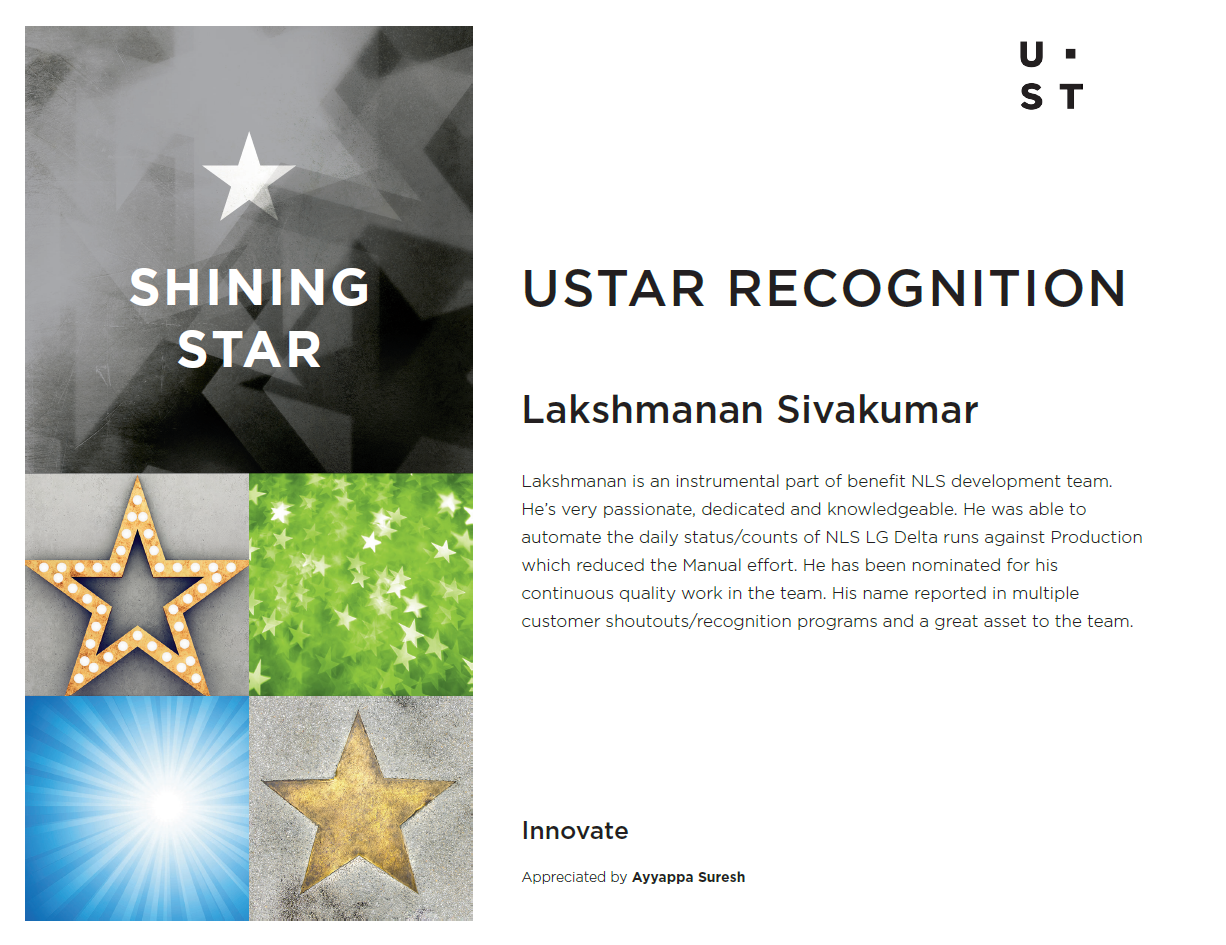 U ·
S T
SHINING
STAR
USTAR RECOGNITION
Lakshmanan Sivakumar
Lakshmanan is an instrumental part of benefit NLS development team.
He's very passionate, dedicated and knowledgeable. He was able to
automate the daily status/counts of NLS LG Delta runs against Production
which reduced the Manual effort. He has been nominated for his
continuous quality work in the team. His name reported in multiple
customer shoutouts/recognition programs and a great asset to the team.
Innovate
Appreciated by Ayyappa Suresh